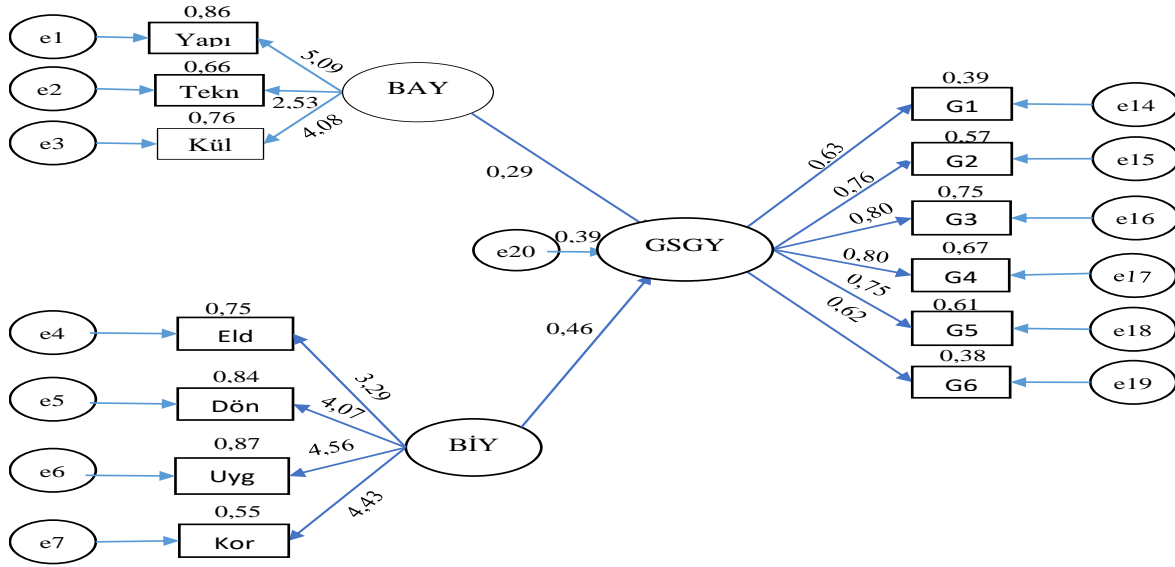 0,86
e1
Yapı
5,09
0,66
e2
Tekn
2,53
BAY
0,76
e3
Kül
4,08
0,29
0,39
G1
e14
0,63
0,57
G2
e15
0,76
0,75
G3
e16
0,80
e20
0,39
GSGY
0,67
G4
e17
0,80
0,61
G5
e18
0,75
0,38
G6
e19
0,62
0,46
0,75
e4
Eld
3,29
0,84
e5
Dön
4,07
BİY
0,87
e6
Uyg
4,56
0,55
e7
Kor
4,43